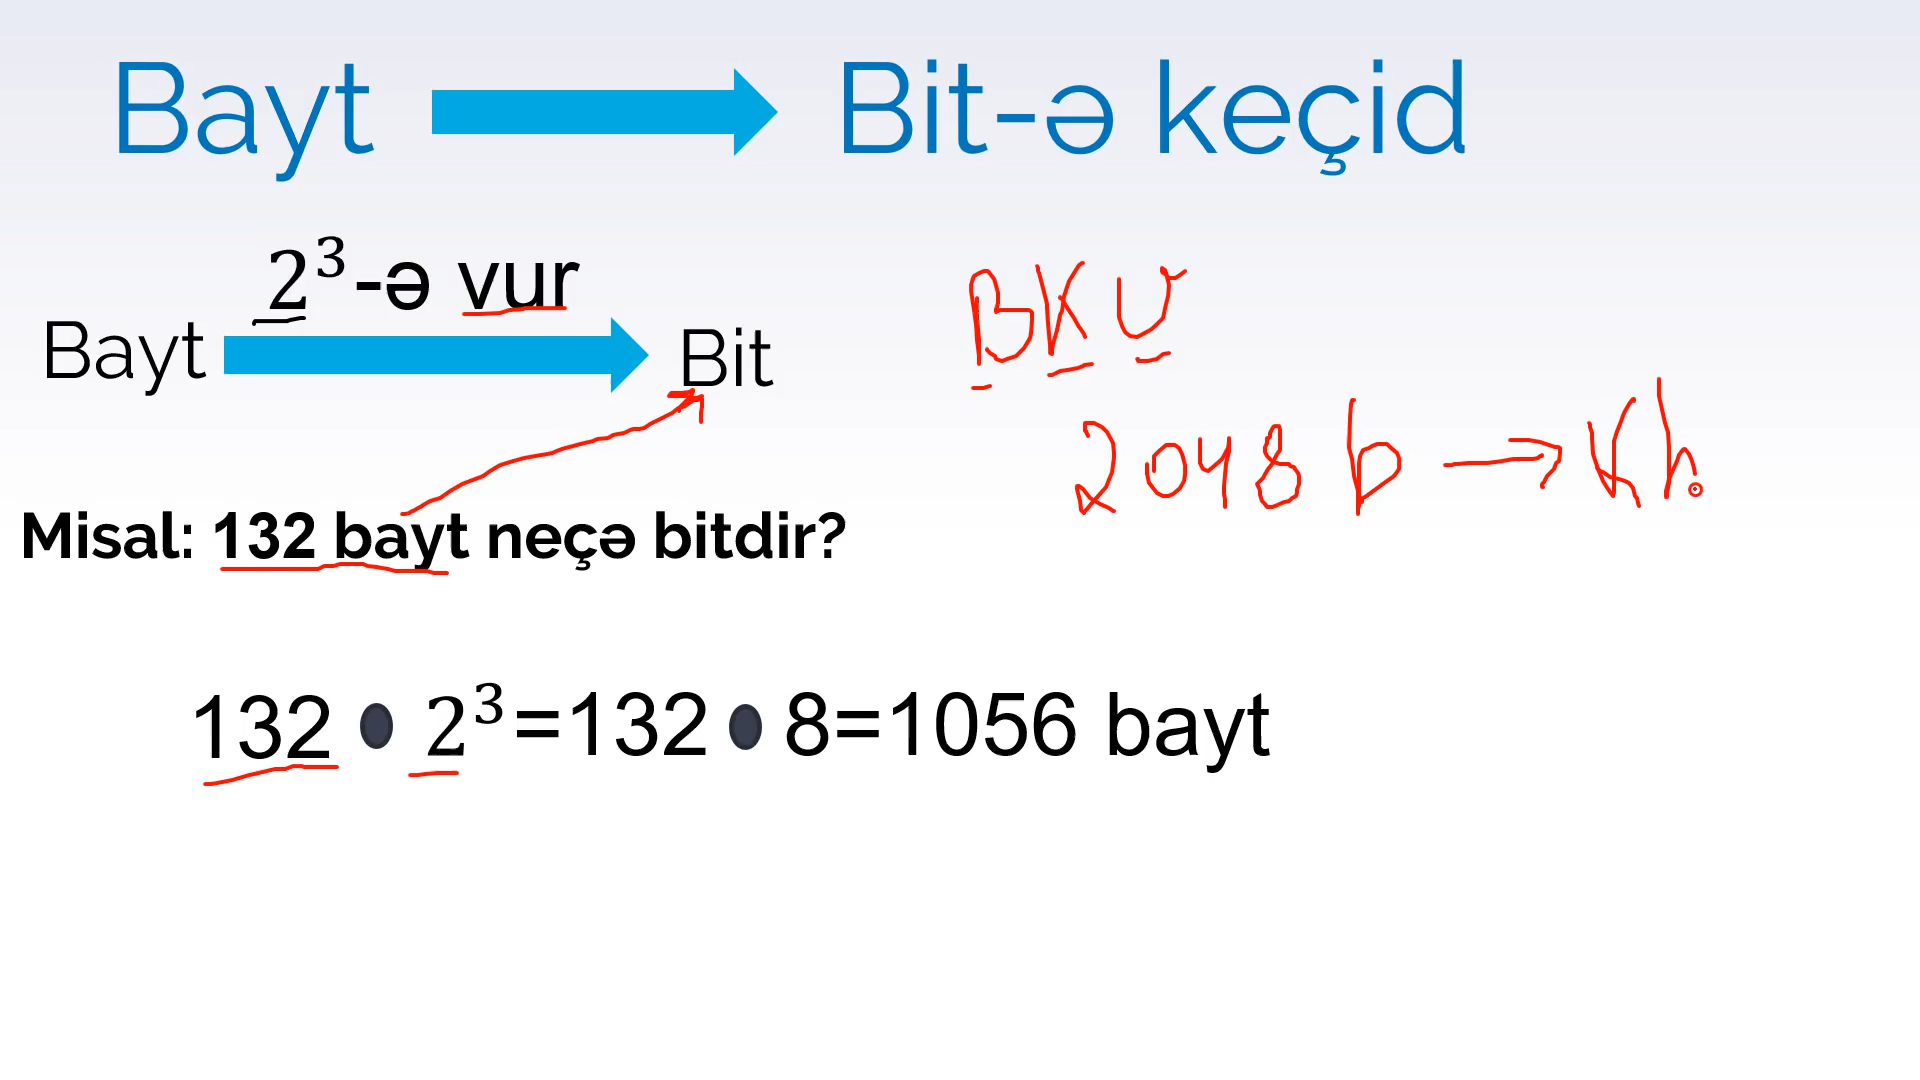 Bayt Bit-ə keçid
2³-ə vur
Bayt Bit
BKV
2048 b → Kb
Misal: 132 bayt neçə bitdir?
132 • 2³=132 • 8=1056 bayt